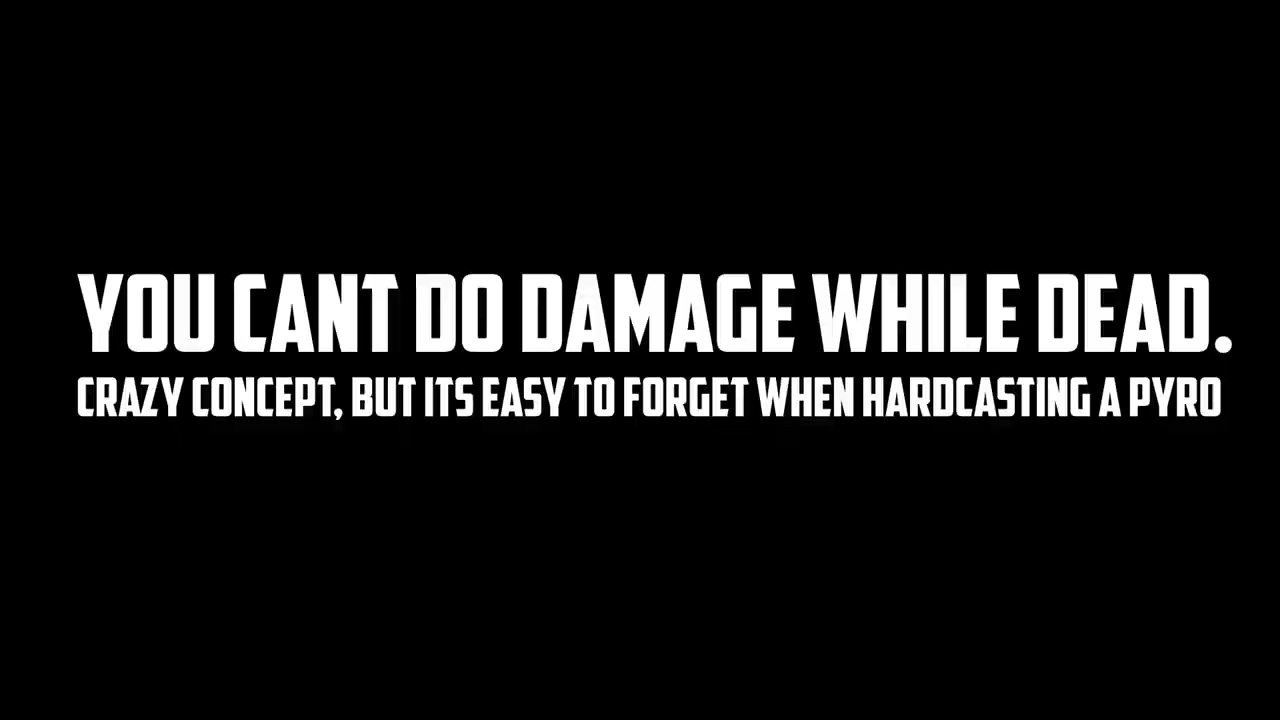 YOU CANT DO DAMAGE WHILE DEAD.
CRAZY CONCEPT, BUT ITS EASY TO FORGET WHEN HARDCASTING A PYRO